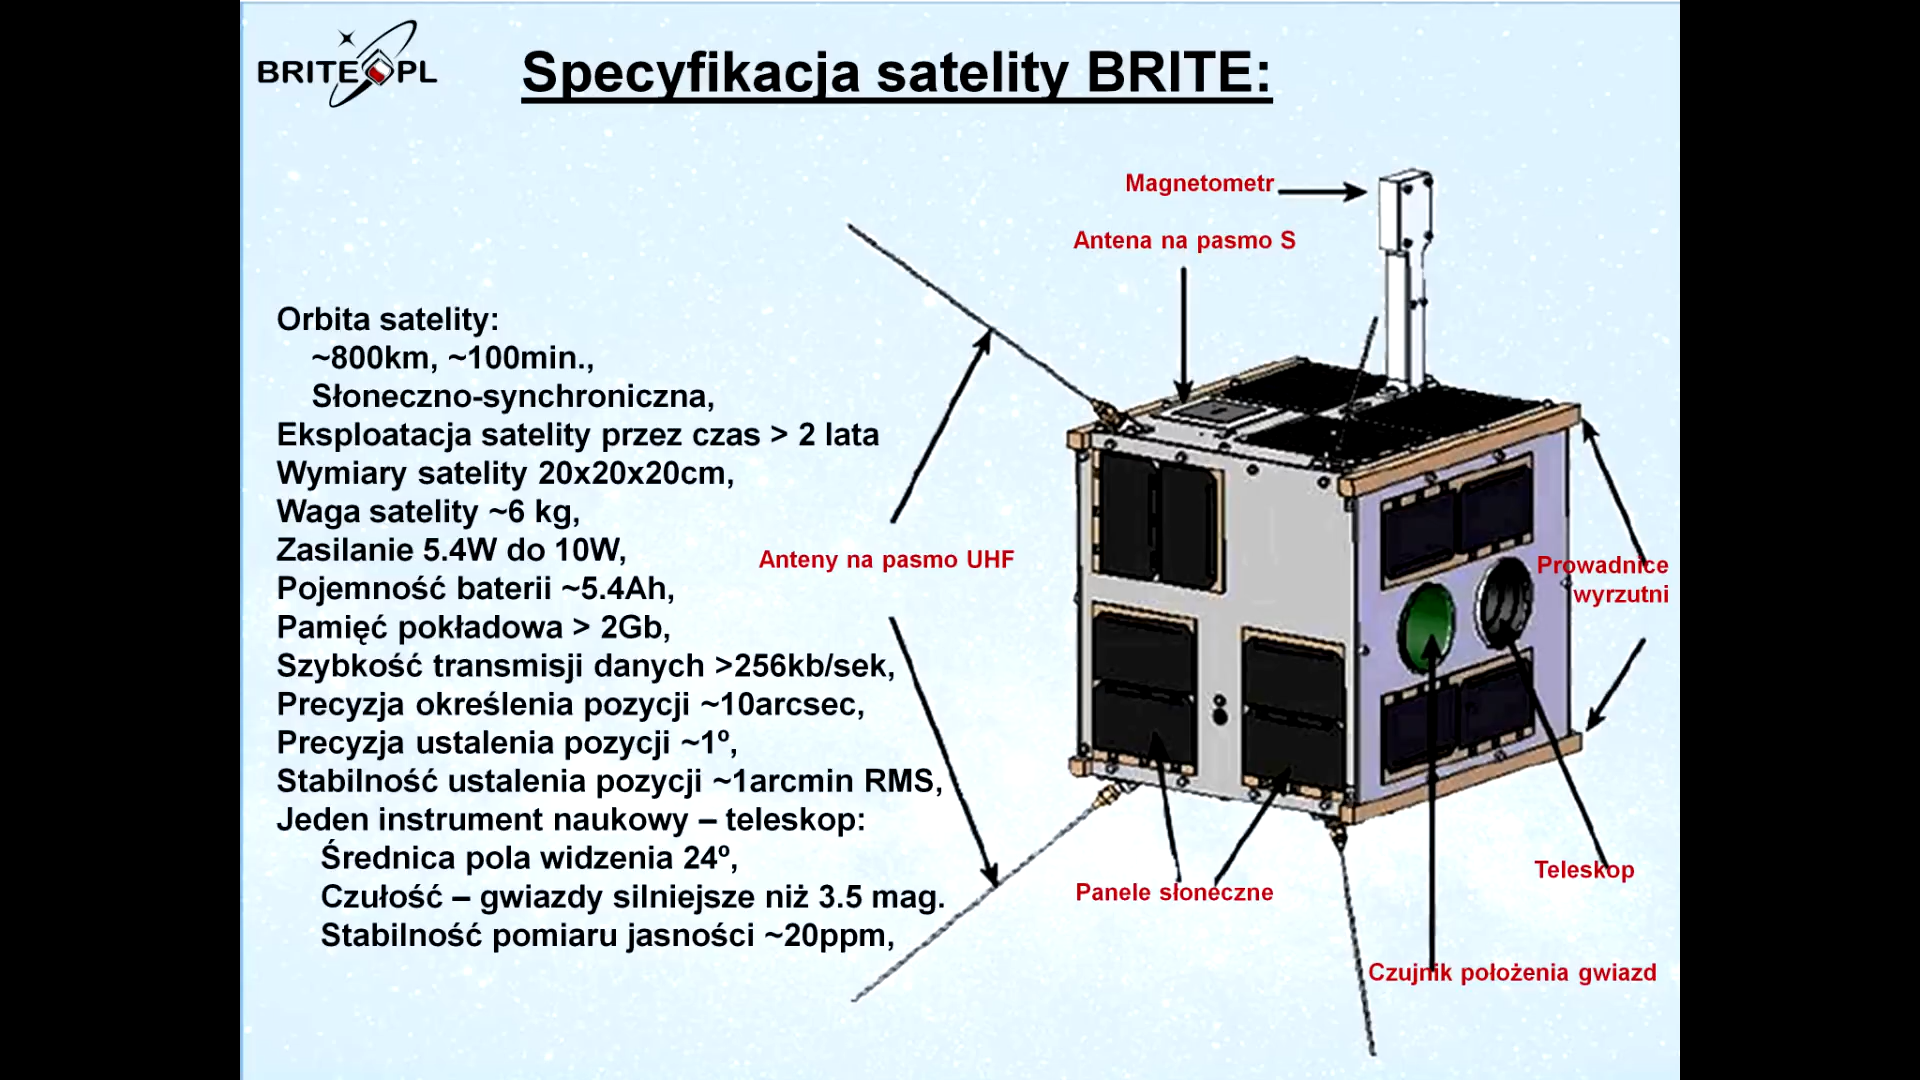 BRITE PL
Specyfikacja satelity BRITE:
Magnetometr
Antena na pasmo S
Orbita satelity:
~800km, ~100min.,
Słoneczno-synchroniczna,
Eksploatacja satelity przez czas > 2 lata
Wymiary satelity 20x20x20cm,
Waga satelity ~6 kg,
Zasilanie 5.4W do 10W,
Pojemność baterii ~5.4Ah,
Pamięć pokładowa > 2Gb,
Szybkość transmisji danych >256kb/sek,
Precyzja określenia pozycji ~10arcsec,
Precyzja ustalenia pozycji ~1º,
Stabilność ustalenia pozycji ~1arcmin RMS,
Jeden instrument naukowy – teleskop:
Średnica pola widzenia 24º,
Czułość – gwiazdy silniejsze niż 3.5 mag.
Stabilność pomiaru jasności ~20ppm,
Anteny na pasmo UHF
Prowadnice
wyrzutni
Teleskop
Panele słoneczne
Czujnik położenia gwiazd